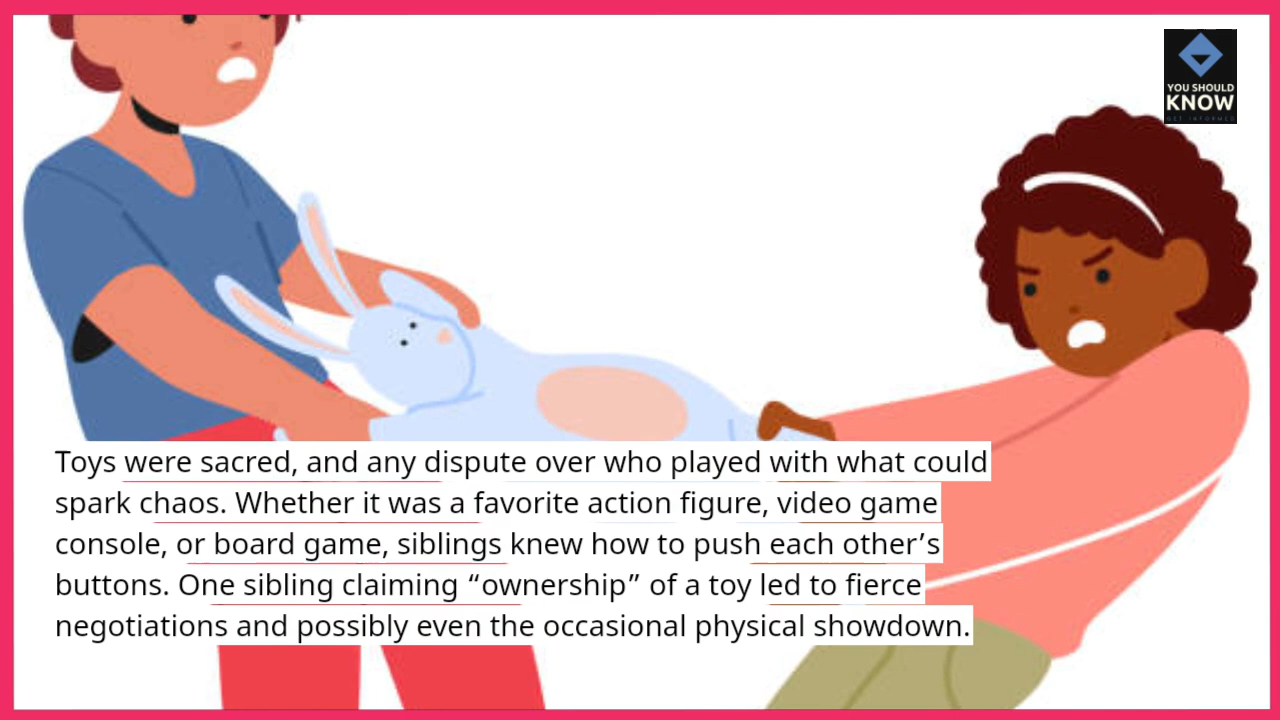 YOU SHOULD
KNOW
GET INFORMED
Toys were sacred, and any dispute over who played with what could
spark chaos. Whether it was a favorite action figure, video game
console, or board game, siblings knew how to push each other’s
buttons. One sibling claiming “ownership” of a toy led to fierce
negotiations and possibly even the occasional physical showdown.